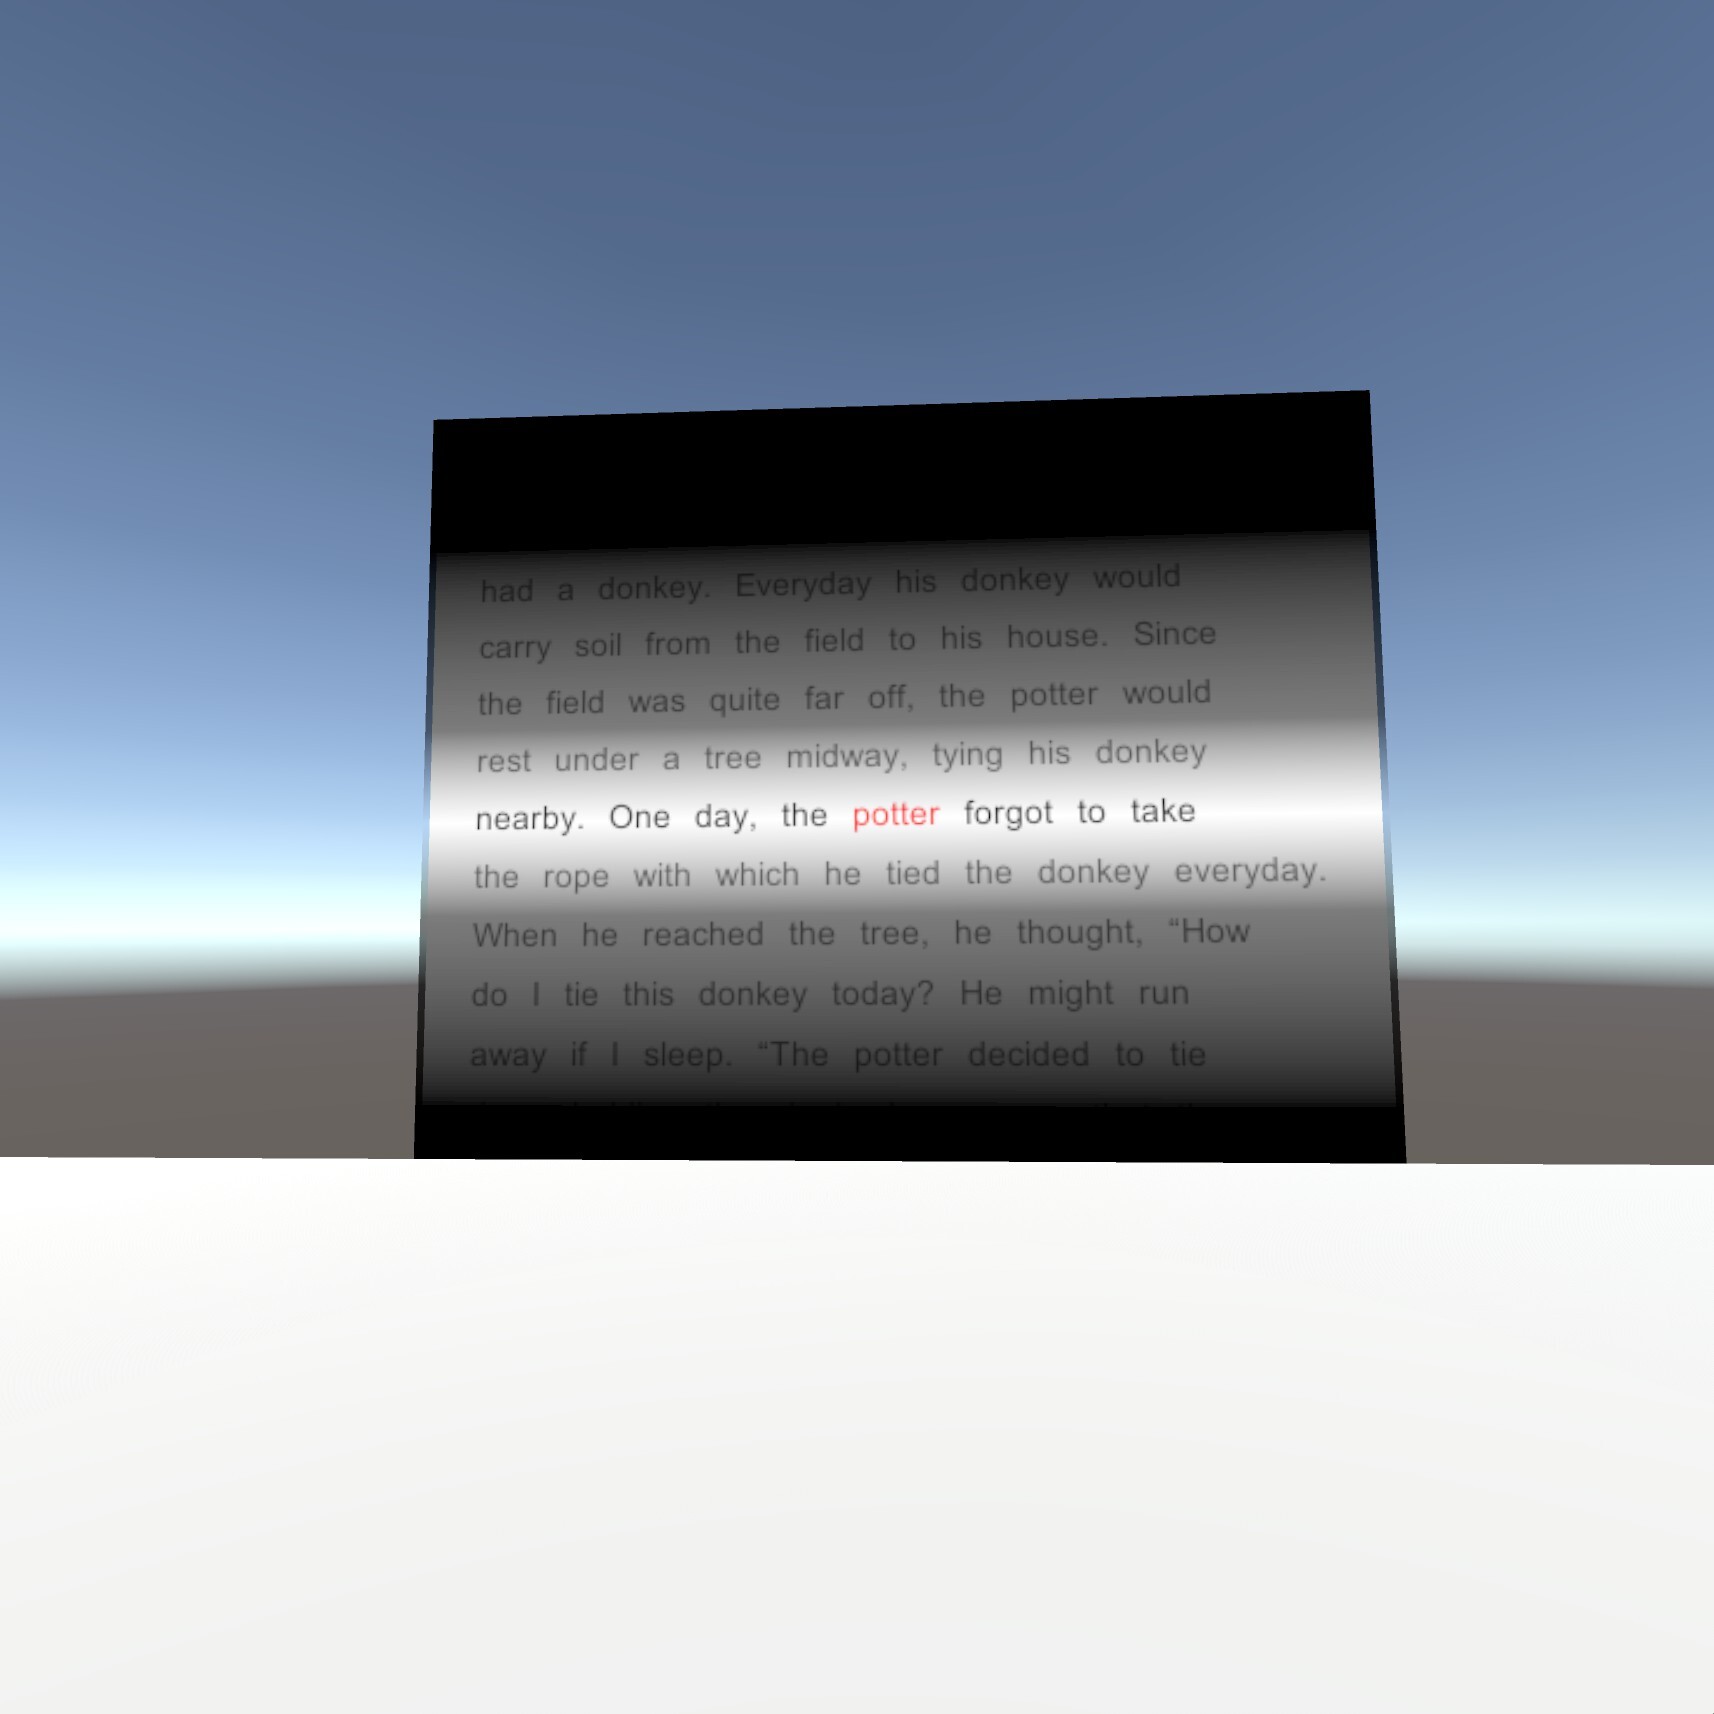 had a donkey. Everyday his donkey would
carry soil from the field to his house. Since
the field was quite far off, the potter would
rest under a tree midway, tying his donkey
nearby. One day, the potter forgot to take
the rope with which he tied the donkey everyday.
When he reached the tree, he thought, “How
do I tie this donkey today? He might run
away if I sleep. “The potter decided to tie